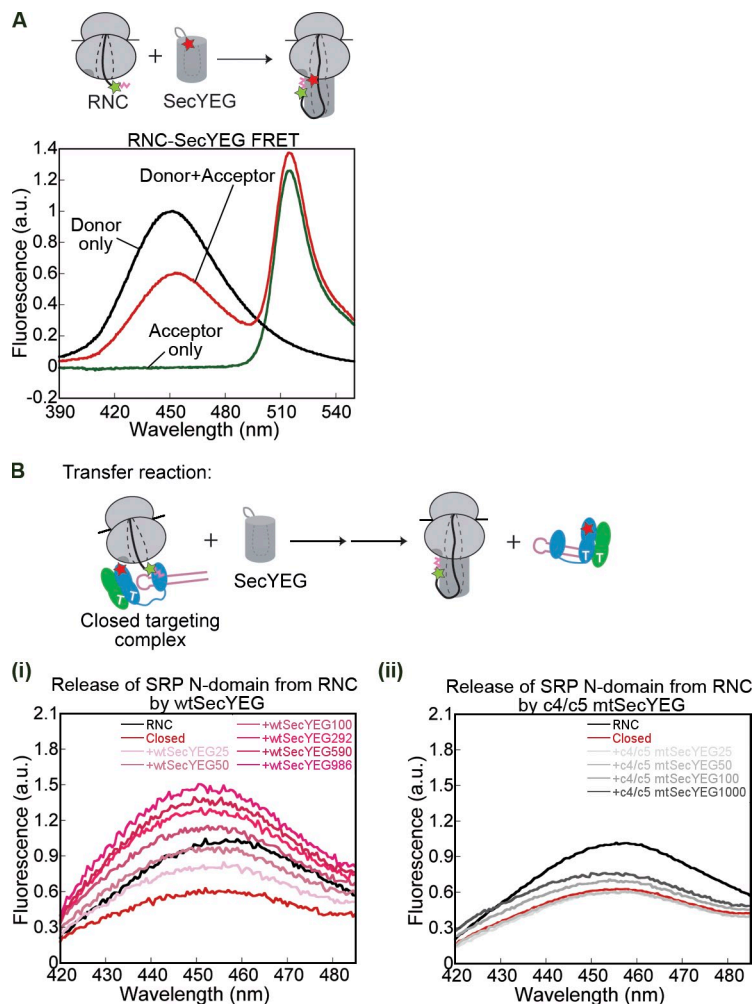 A
RNC
+
SecYEG
RNC-SecYEG FRET
Fluorescence (a.u.)
1.4
1.2
1
0.8
0.6
0.4
0.2
0
-0.2
Donor+Acceptor
Donor
only
Acceptor
only
390 420 450 480 510 540
Wavelength (nm)
B
Transfer reaction:
T T
Closed targeting
complex
+
SecYEG
+
T T
(i)
Release of SRP N-domain from RNC
by wtSecYEG
Fluorescence (a.u.)
2.1
1.8
1.5
1.2
0.9
0.6
0.3
0
RNC
Closed
+wtSecYEG25
+wtSecYEG50
+wtSecYEG100
+wtSecYEG292
+wtSecYEG590
+wtSecYEG986
420 430 440 450 460 470 480
Wavelength (nm)
(ii)
Release of SRP N-domain from RNC
by c4/c5 mtSecYEG
Fluorescence (a.u.)
2.1
1.8
1.5
1.2
0.9
0.6
0.3
0
RNC
Closed
+c4/c5 mtSecYEG25
+c4/c5 mtSecYEG50
+c4/c5 mtSecYEG100
+c4/c5 mtSecYEG1000
420 430 440 450 460 470 480
Wavelength (nm)